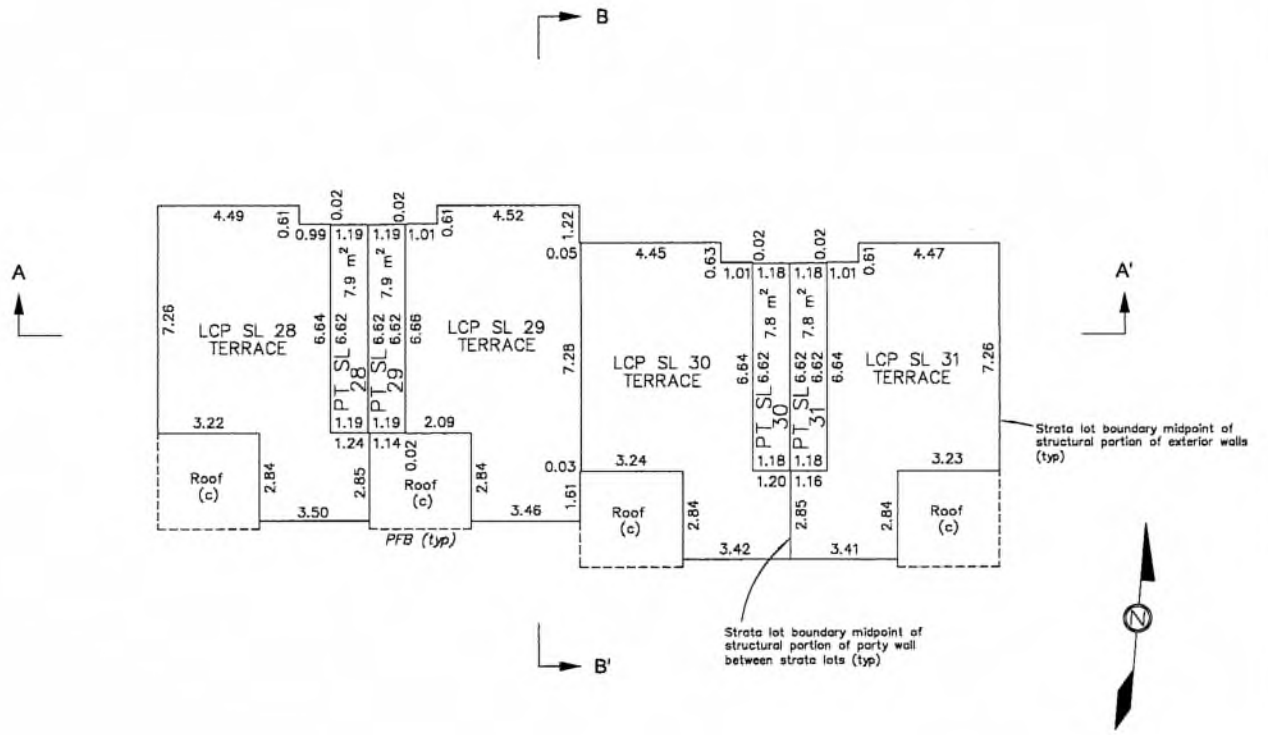 B
4.49
0.61
0.02
0.02
0.61
4.52
1.22
0.99
1.19
1.19
1.01
0.05
4.45
0.63
0.02
0.02
0.61
4.47
1.01
1.18
1.18
1.01
A
A'
7.26
LCP SL 28
TERRACE
6.64
6.62
7.9 m²
PT SL
28
6.62
7.9 m²
6.62
PT SL
29
6.66
LCP SL 29
TERRACE
7.28
LCP SL 30
TERRACE
6.64
6.62
7.8 m²
PT SL
30
6.62
7.8 m²
6.62
PT SL
31
6.64
LCP SL 31
TERRACE
7.26
3.22
1.19
1.19
2.09
1.24
1.14
0.02
Strata lot boundary midpoint of
structural portion of exterior walls
(typ)
0.03
3.24
1.18
1.18
3.23
1.20
1.16
Roof
(c)
2.84
2.85
Roof
(c)
2.84
1.61
3.50
3.46
PFB (typ)
Roof
(c)
2.84
2.85
2.84
Roof
(c)
3.42
3.41
Strata lot boundary midpoint of
structural portion of party wall
between strata lots (typ)
B'
N